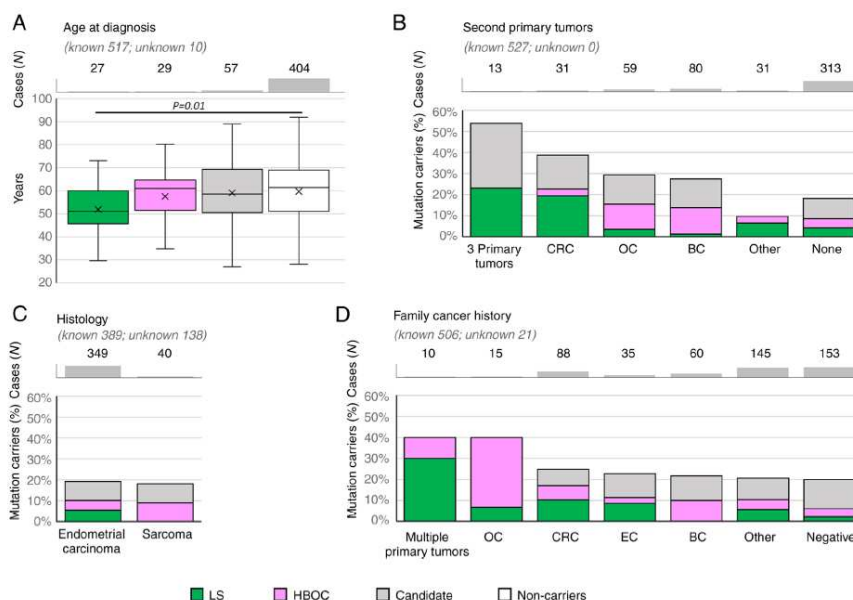 A
Age at diagnosis
(known 517; unknown 10)
Cases (N)
27 29 57 404
P=0.01
Years
100
90
80
70
60
50
40
30
20
B
Second primary tumors
(known 527; unknown 0)
Cases (N)
13 31 59 80 31 313
Mutation carriers (%)
60%
50%
40%
30%
20%
10%
0%
3 Primary tumors CRC OC BC Other None
C
Histology
(known 389; unknown 138)
Cases (N)
349 40
Mutation carriers (%)
60%
50%
40%
30%
20%
10%
0%
Endometrial carcinoma Sarcoma
D
Family cancer history
(known 506; unknown 21)
Cases (N)
10 15 88 35 60 145 153
Mutation carriers (%)
60%
50%
40%
30%
20%
10%
0%
Multiple primary tumors OC CRC EC BC Other Negative
LS HBOC Candidate Non-carriers